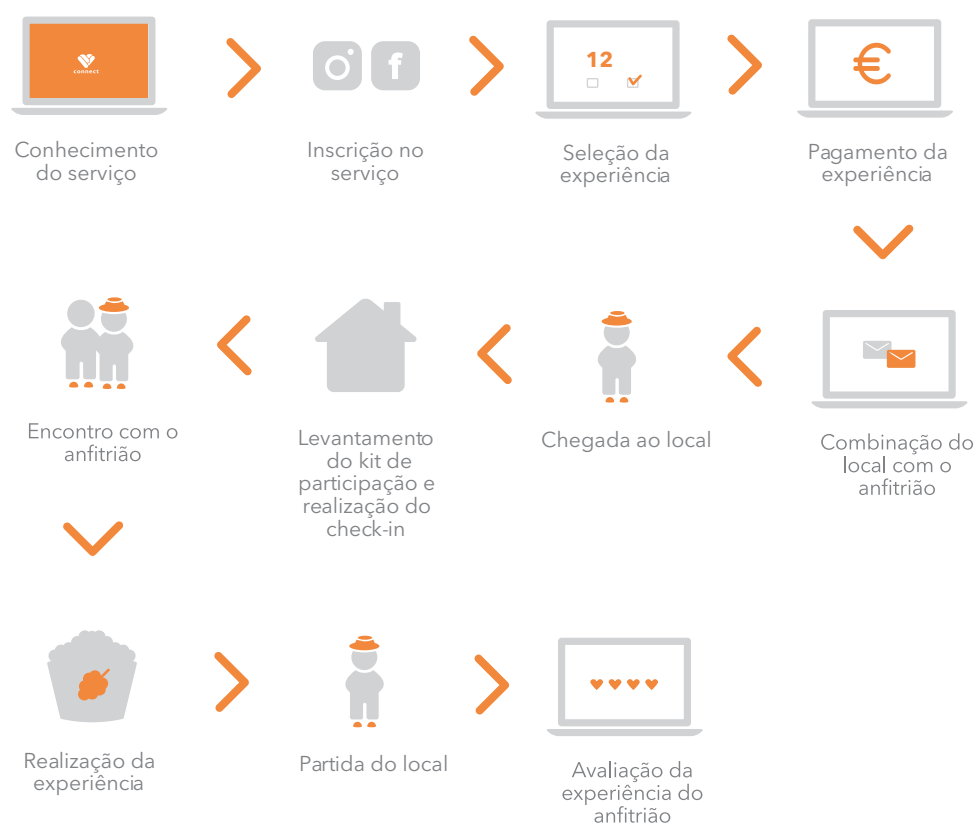 connect
Conhecimento
do serviço
f
Inscrição no
serviço
12
Seleção da
experiência
€
Pagamento da
experiência
Combinação do
local com o
anfitrião
Chegada ao local
Levantamento
do kit de
participação e
realização do
check-in
Encontro com o
anfitrião
Realização da
experiência
Partida do local
Avaliação da
experiência do
anfitrião